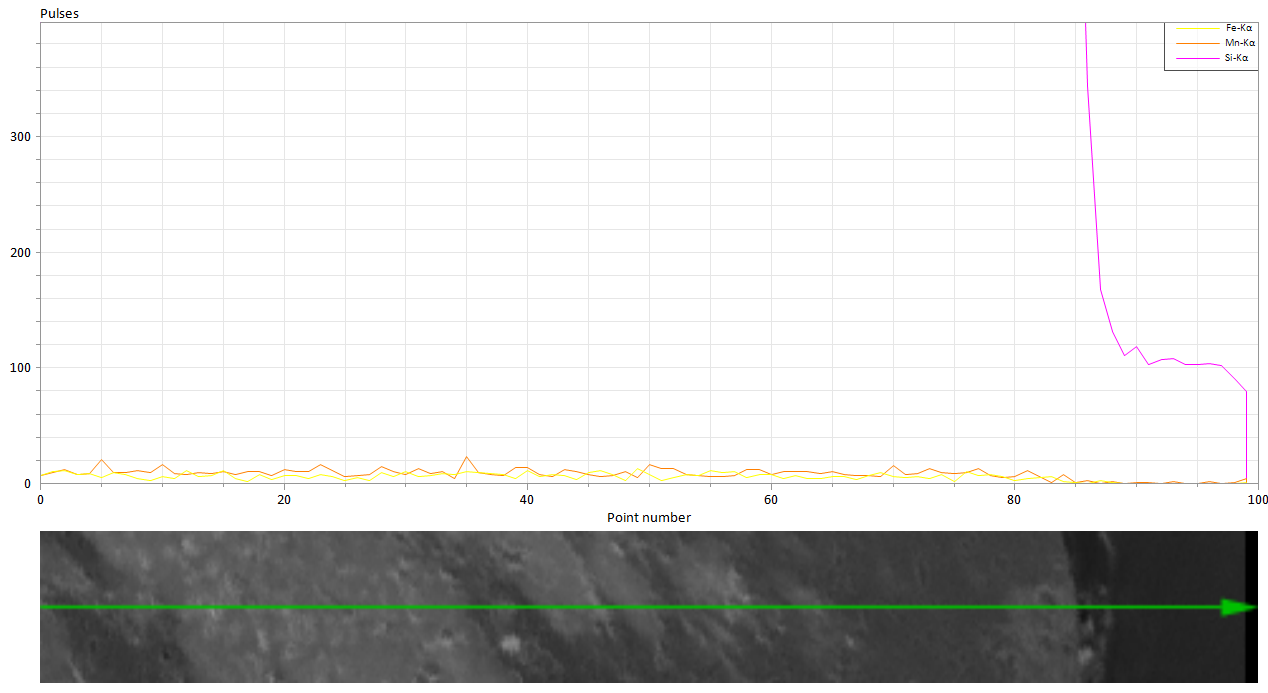 Pulses
Fe-Kα
Mn-Kα
Si-Kα
300
200
100
0
0 20 40 60 80 100
Point number